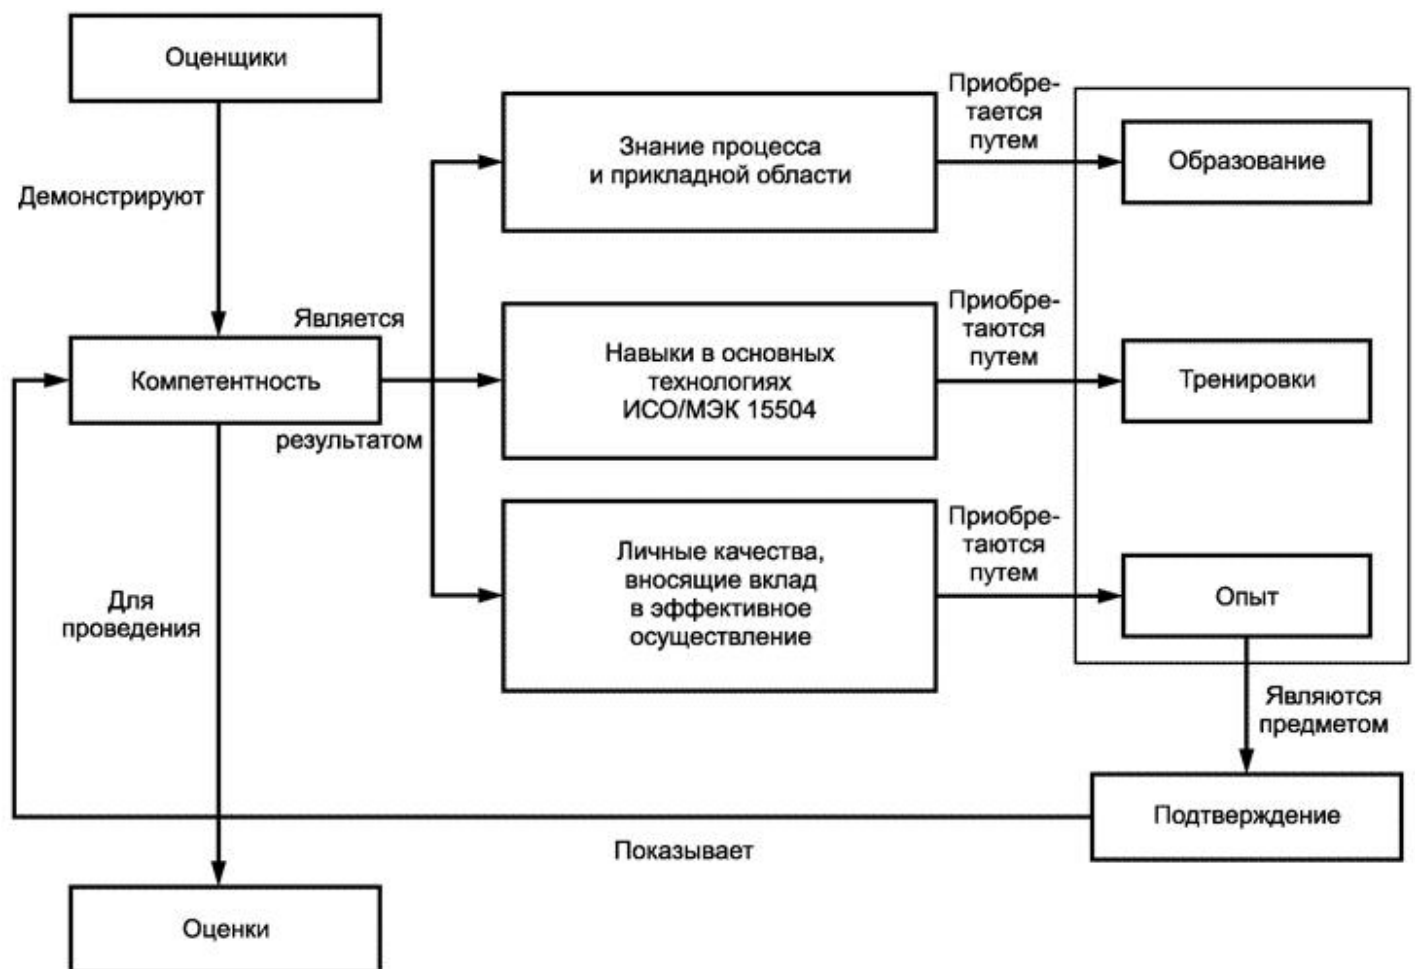 Оценщики
Демонстрируют
Компетентность
Является
результатом
Для
проведения
Оценки
Знание процесса
и прикладной области
Навыки в основных
технологиях
ИСО/МЭК 15504
Личные качества,
вносящие вклад
в эффективное
осуществление
Приобре-
тается
путем
Приобре-
таются
путем
Приобре-
таются
путем
Образование
Тренировки
Опыт
Являются
предметом
Подтверждение
Показывает